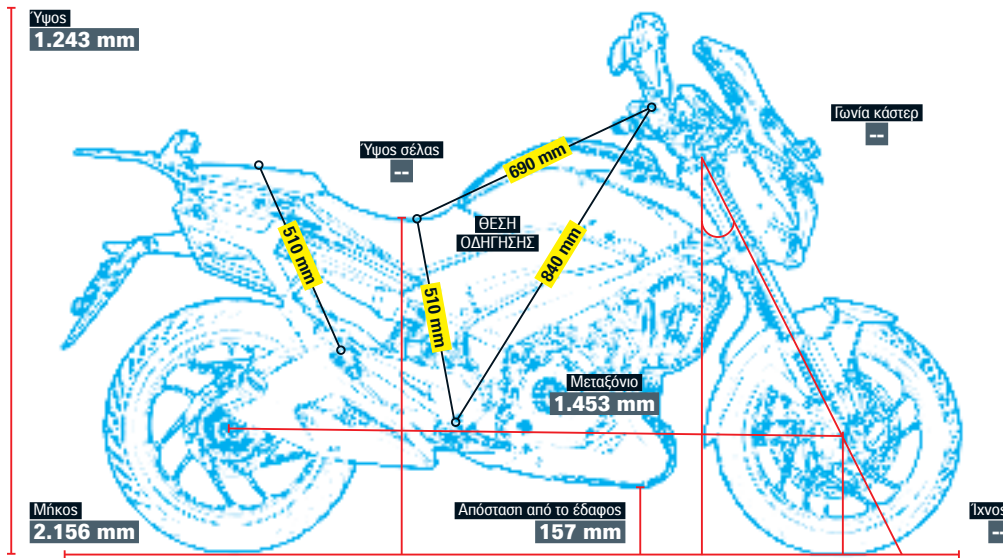 Ύψος
1.243 mm
Γωνία κάστερ
--
Ύψος σέλας
--
690 mm
ΘΕΣΗ
ΟΔΗΓΗΣΗΣ
840 mm
510 mm
510 mm
Μεταξόνιο
1.453 mm
Μήκος
2.156 mm
Απόσταση από το έδαφος
157 mm
Ίχνος
--